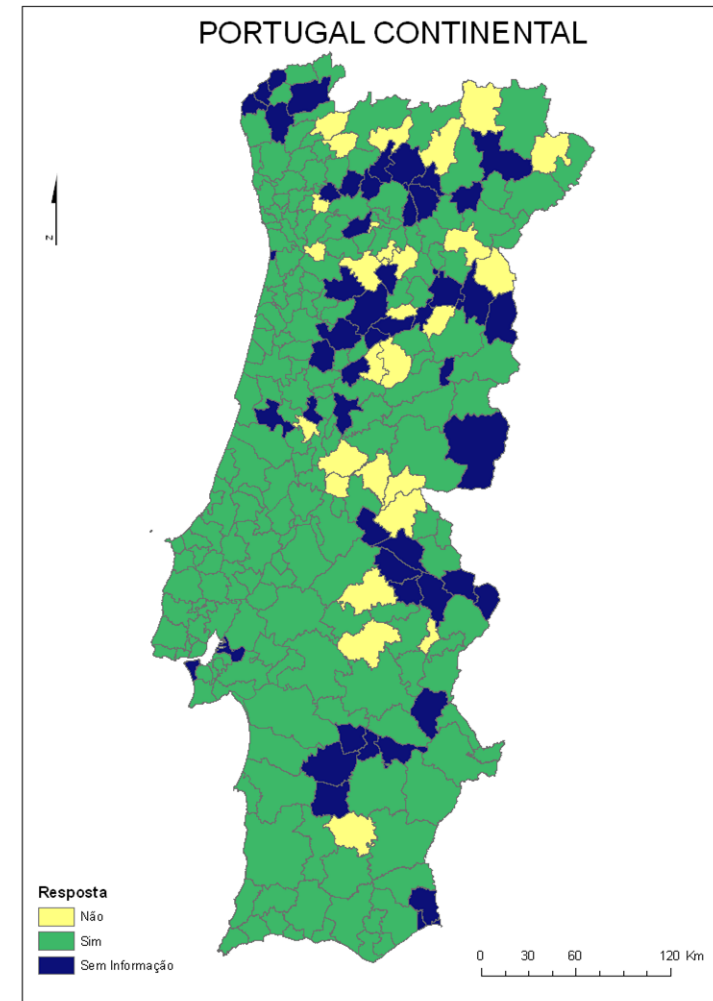 PORTUGAL CONTINENTAL
z
Resposta
Não
Sim
Sem Informação
0 30 60 120 Km